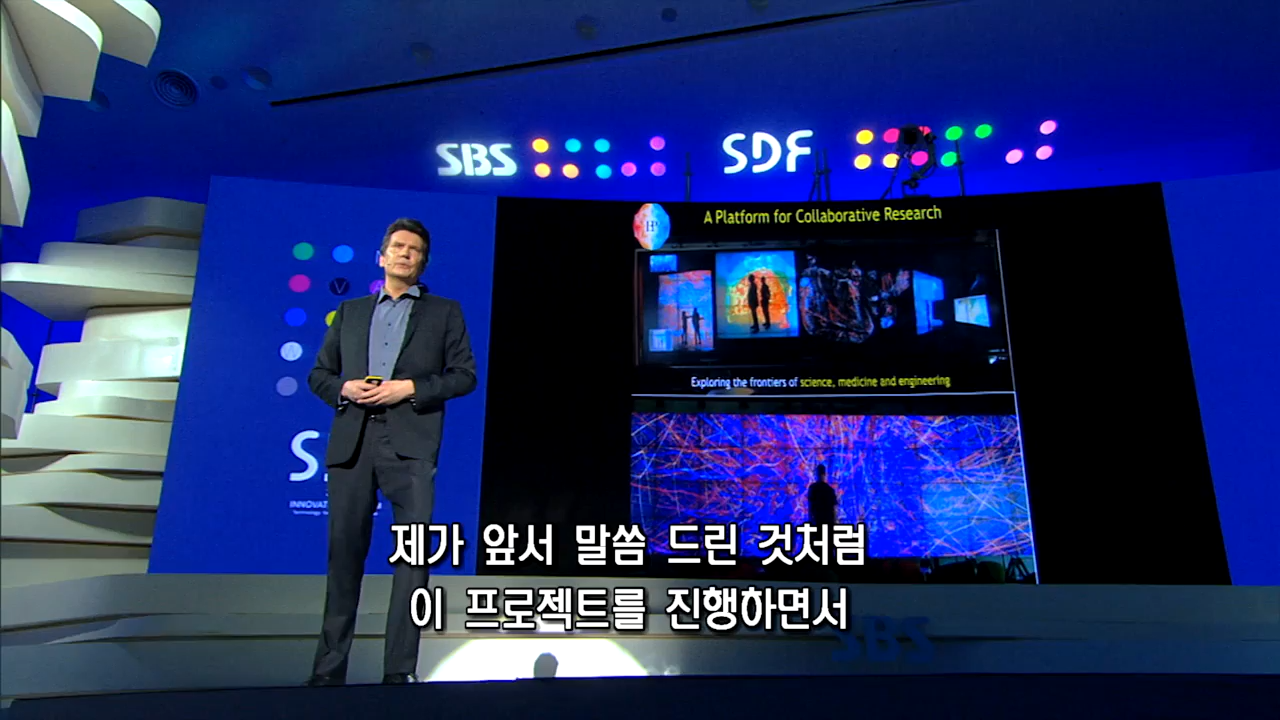 SBS
SDF
A Platform for Collaborative Research
Exploring the frontiers of science, medicine and engineering
제가 앞서 말씀 드린 것처럼
이 프로젝트를 진행하면서
SBS